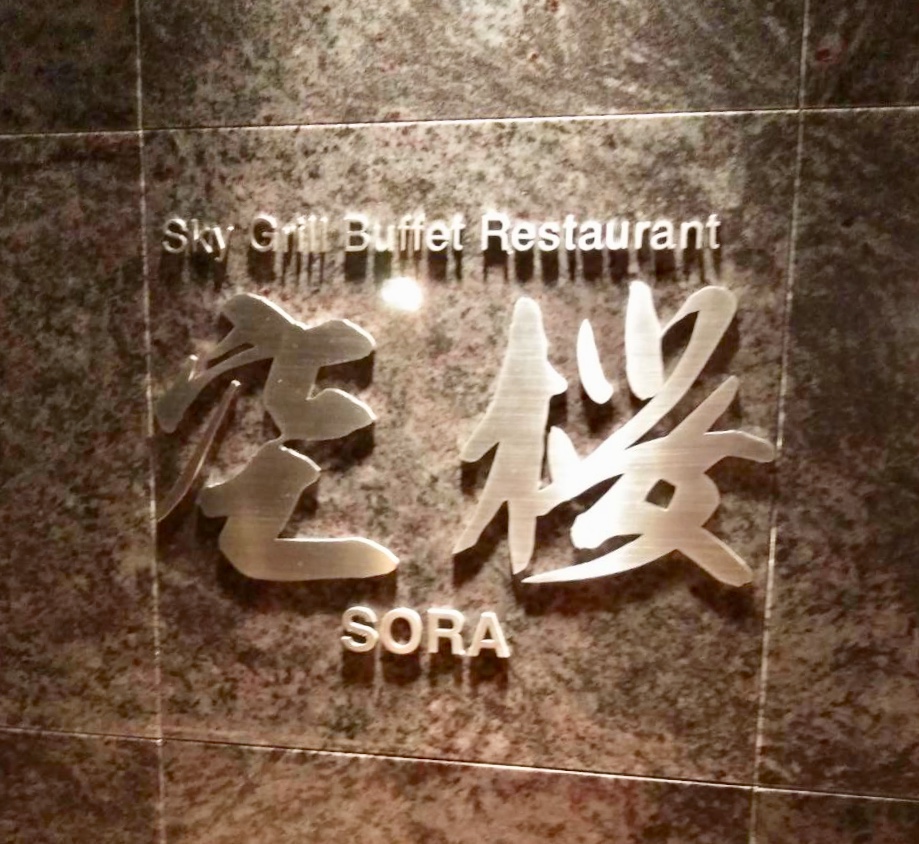 Sky Grill Buffet Restaurant
空桜
SORA